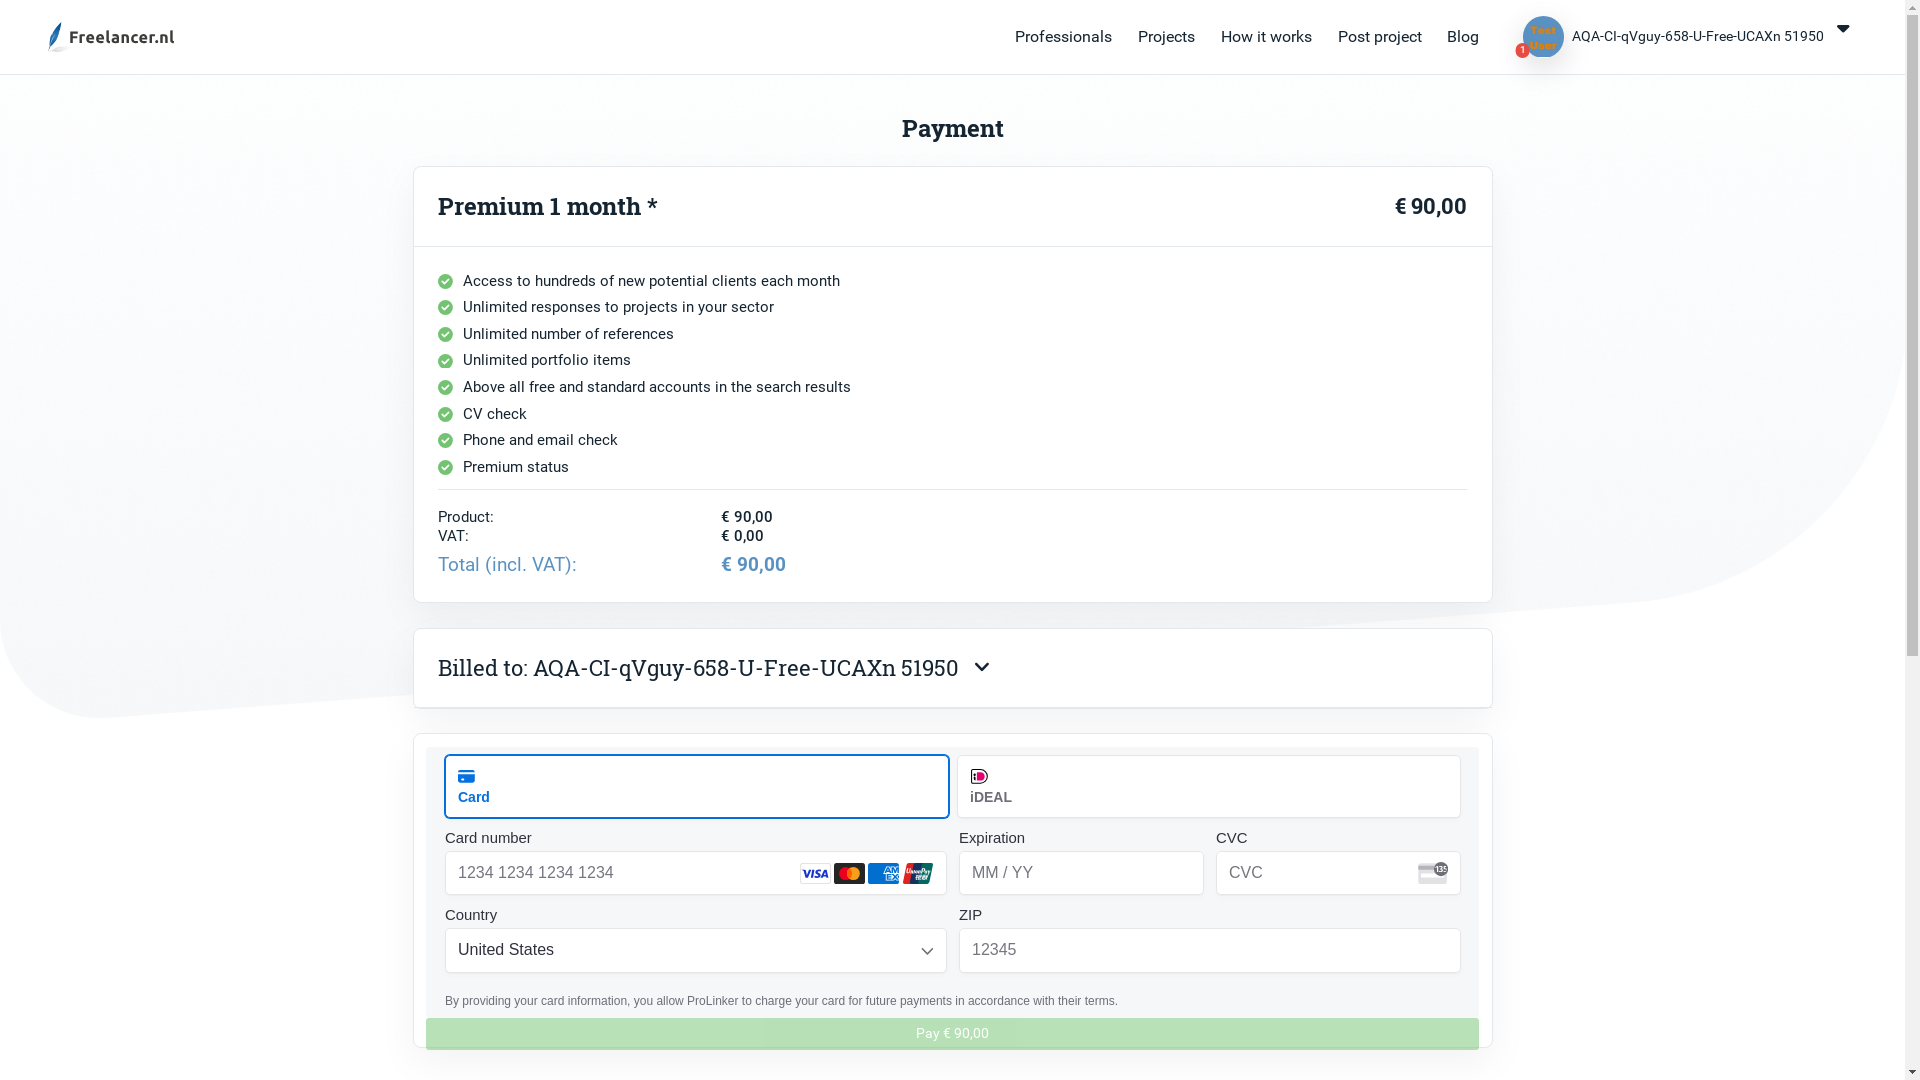 Freelancer.nl
Professionals Projects How it works Post project Blog
Test User
1
AQA-CI-qVguy-658-U-Free-UCAXn 51950
Payment
Premium 1 month * € 90,00
Access to hundreds of new potential clients each month
Unlimited responses to projects in your sector
Unlimited number of references
Unlimited portfolio items
Above all free and standard accounts in the search results
CV check
Phone and email check
Premium status
Product: € 90,00
VAT: € 0,00
Total (incl. VAT): € 90,00
Billed to: AQA-CI-qVguy-658-U-Free-UCAXn 51950
Card
iDEAL
Card number Expiration CVC
1234 1234 1234 1234 VISA AMEX UnionPay MM / YY CVC 135
Country ZIP
United States 12345
By providing your card information, you allow ProLinker to charge your card for future payments in accordance with their terms.
Pay € 90,00